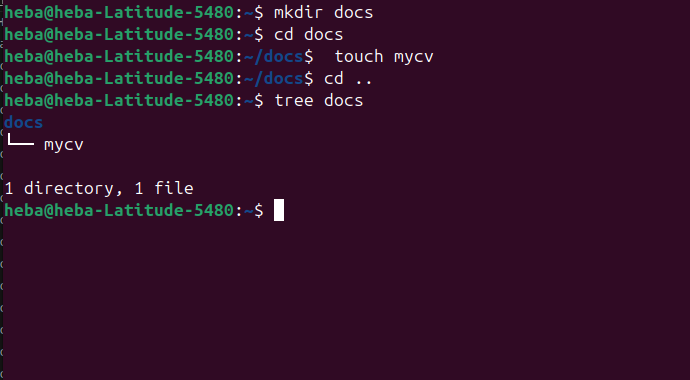 heba@heba-Latitude-5480:~$ mkdir docs
heba@heba-Latitude-5480:~$ cd docs
heba@heba-Latitude-5480:~/docs$  touch mycv
heba@heba-Latitude-5480:~/docs$ cd ..
heba@heba-Latitude-5480:~$ tree docs
docs
└── mycv

1 directory, 1 file
heba@heba-Latitude-5480:~$